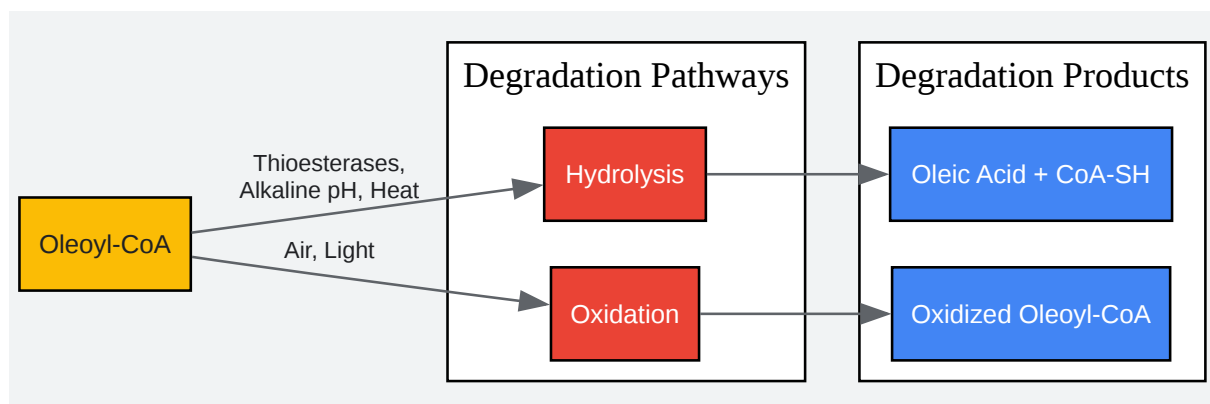 Degradation Pathways
Degradation Products
Thioesterases,
Alkaline pH, Heat
Hydrolysis
Oleic Acid + CoA-SH
Oleoyl-CoA
Air, Light
Oxidation
Oxidized Oleoyl-CoA